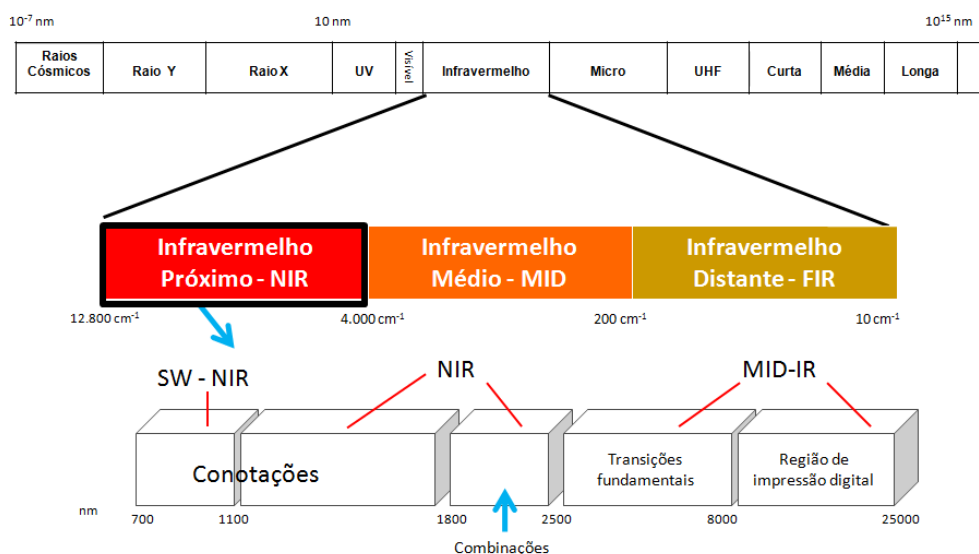 10⁻⁷ nm 10 nm 10¹⁵ nm
Raios
Cósmicos
Raio Y
Raio X
UV
Visível
Infravermelho
Micro
UHF
Curta
Média
Longa
Infravermelho
Próximo - NIR
Infravermelho
Médio - MID
Infravermelho
Distante - FIR
12.800 cm⁻¹ 4.000 cm⁻¹ 200 cm⁻¹ 10 cm⁻¹
SW - NIR
NIR
MID-IR
Conotações
Transições
fundamentais
Região de
impressão digital
nm 700 1100 1800 2500 8000 25000
Combinações